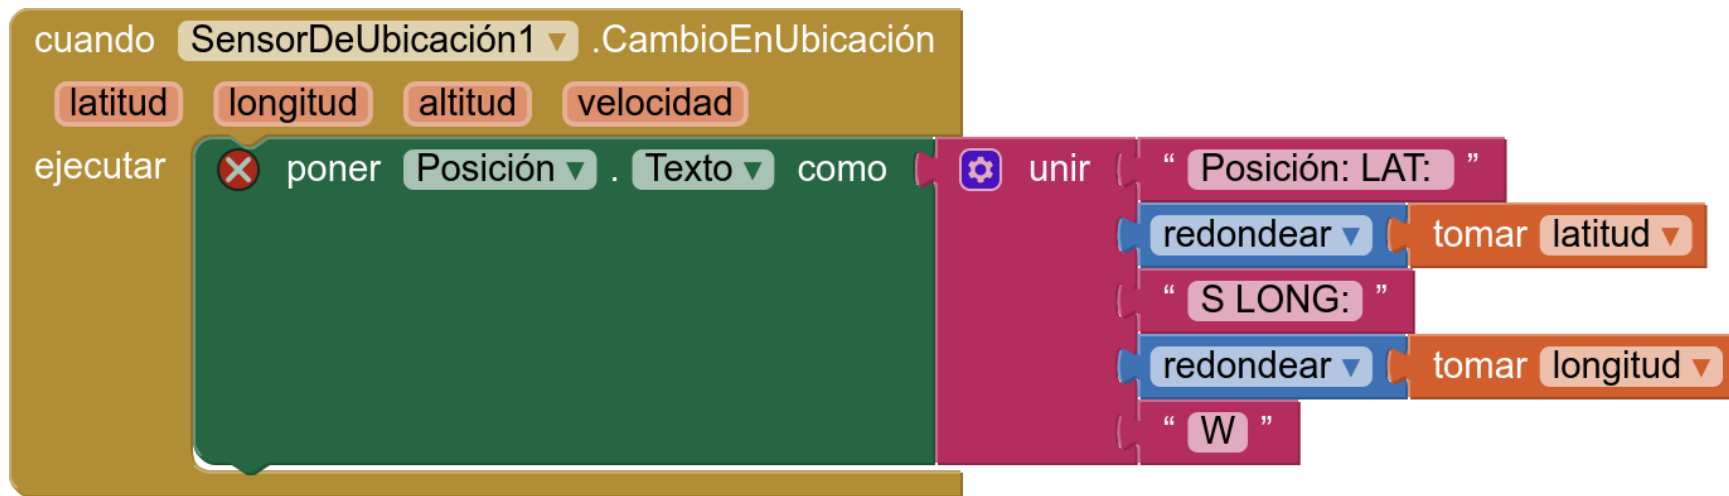 cuando SensorDeUbicación1 .CambioEnUbicación
latitud longitud altitud velocidad
ejecutar poner Posición . Texto como unir “ Posición: LAT: ”
redondear tomar latitud
“ S LONG: ”
redondear tomar longitud
“ W ”